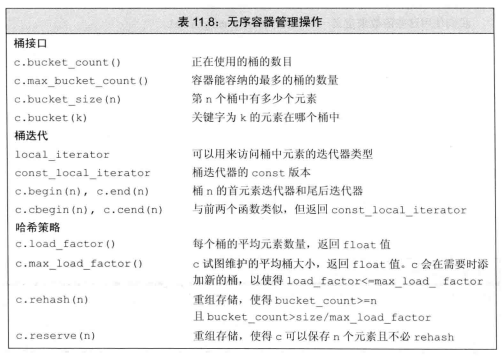 表 11.8：无序容器管理操作
桶接口
c.bucket_count() 正在使用的桶的数目
c.max_bucket_count() 容器能容纳的最多的桶的数量
c.bucket_size(n) 第 n 个桶中有多少个元素
c.bucket(k) 关键字为 k 的元素在哪个桶中
桶迭代
local_iterator 可以用来访问桶中元素的迭代器类型
const_local_iterator 桶迭代器的 const 版本
c.begin(n), c.end(n) 桶 n 的首元素迭代器和尾后迭代器
c.cbegin(n), c.cend(n) 与前两个函数类似，但返回 const_local_iterator
哈希策略
c.load_factor() 每个桶的平均元素数量，返回 float 值
c.max_load_factor() c 试图维护的平均桶大小，返回 float 值。c 会在需要时添
加新的桶，以使得 load_factor<=max_load_ factor
c.rehash(n) 重组存储，使得 bucket_count>=n
且 bucket_count>size/max_load_factor
c.reserve(n) 重组存储，使得 c 可以保存 n 个元素且不必 rehash